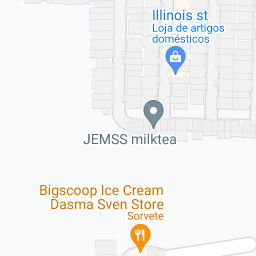 Illinois st
Loja de artigos
domésticos
JEMSS milktea
Bigscoop Ice Cream
Dasma Sven Store
Sorvete